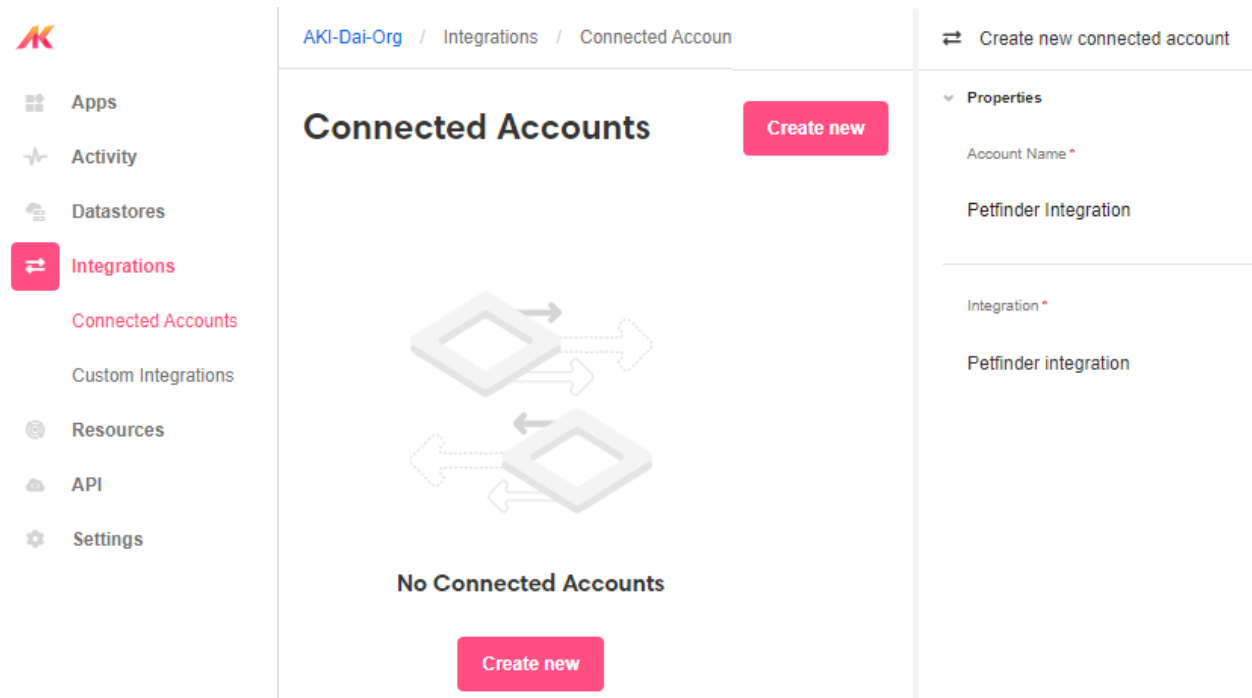 AK
Apps
Activity
Datastores
Integrations
Connected Accounts
Custom Integrations
Resources
API
Settings
AKI-Dai-Org / Integrations / Connected Accoun
Connected Accounts
Create new
No Connected Accounts
Create new
Create new connected account
Properties
Account Name *
Petfinder Integration
Integration *
Petfinder integration